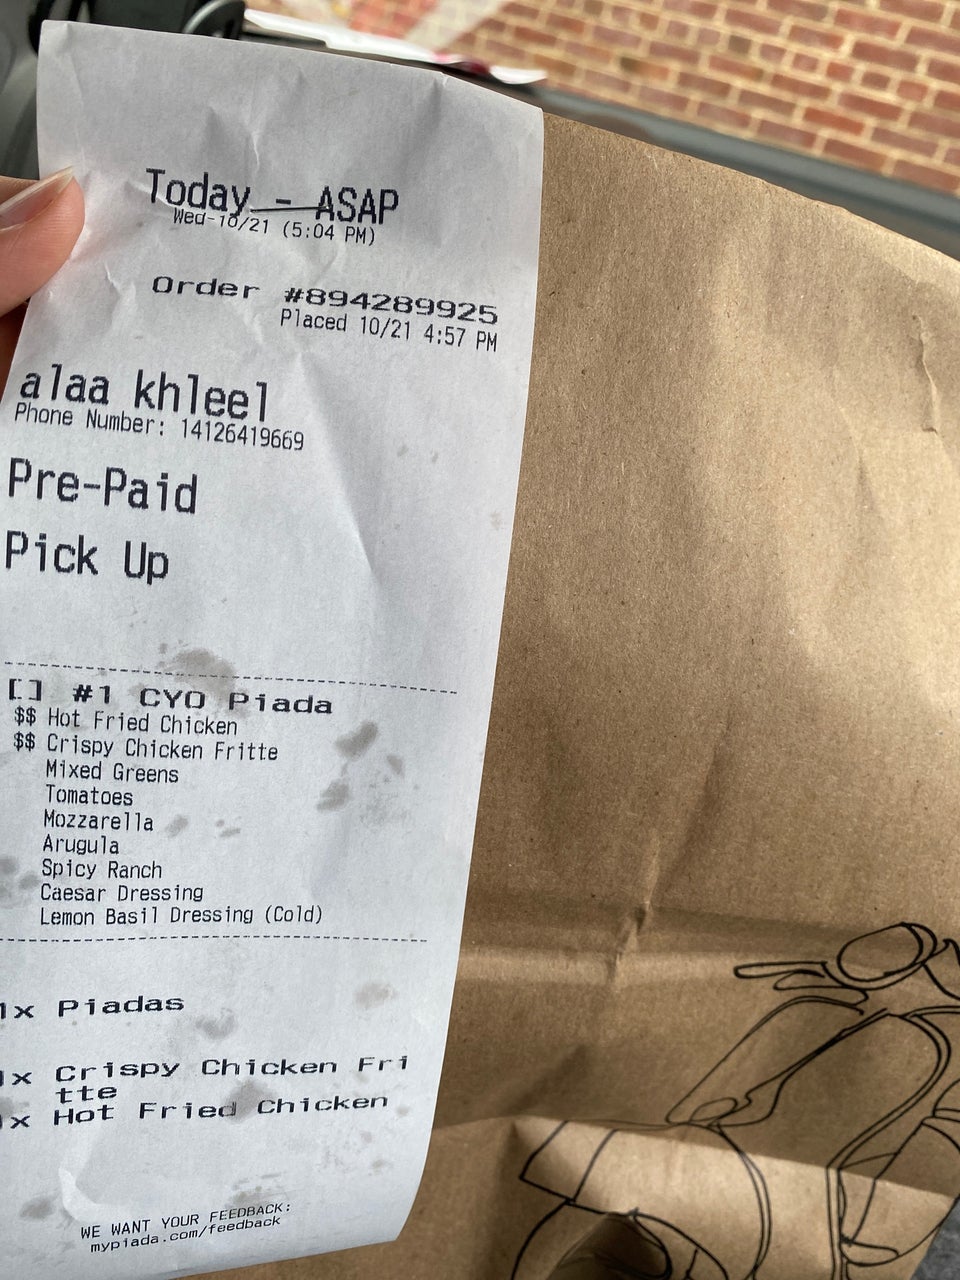 Today - ASAP
Wed-10/21 (5:04 PM)
Order #894289925
Placed 10/21 4:57 PM
alaa khleel
Phone Number: 14126419669
Pre-Paid
Pick Up
[] #1 CYO Piada
$$ Hot Fried Chicken
$$ Crispy Chicken Fritte
Mixed Greens
Tomatoes
Mozzarella
Arugula
Spicy Ranch
Caesar Dressing
Lemon Basil Dressing (Cold)
1x Piadas
1x Crispy Chicken Fri
tte
1x Hot Fried Chicken
WE WANT YOUR FEEDBACK:
mypiada.com/feedback